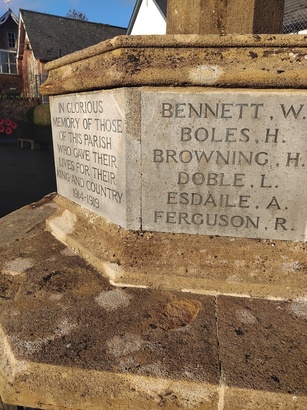 IN GLORIOUS
MEMORY OF THOSE
OF THIS PARISH
WHO GAVE THEIR
LIVES FOR THEIR
KING AND COUNTRY
1914-1919
BENNETT, W.
BOLES, H.
BROWNING, H.
DOBLE, L.
ESDAILE, A.
FERGUSON, R.